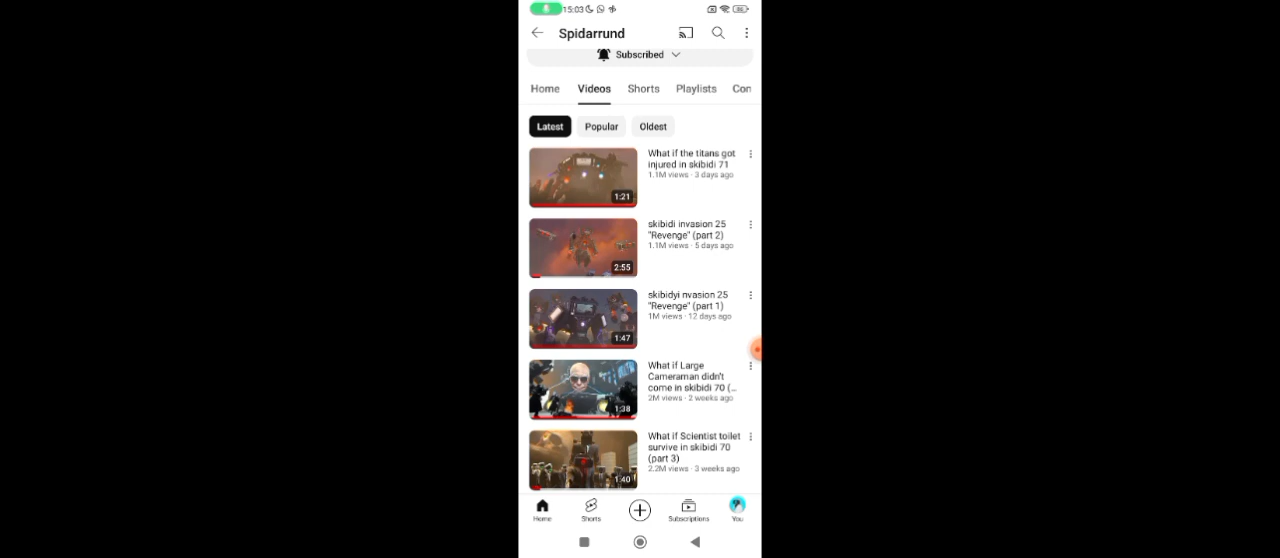 15:03
Spidarrund
Subscribed
Home Videos Shorts Playlists Con
Latest Popular Oldest
What if the titans got
injured in skibidi 71
1.1M views · 3 days ago
1:21
skibidi invasion 25
"Revenge" (part 2)
1.1M views · 5 days ago
2:55
skibidyi nvasion 25
"Revenge" (part 1)
1M views · 12 days ago
1:47
What if Large
Cameraman didn't
come in skibidi 70 (...
2M views · 2 weeks ago
1:38
What if Scientist toilet
survive in skibidi 70
(part 3)
2.2M views · 3 weeks ago
1:40
Home Shorts Subscriptions You